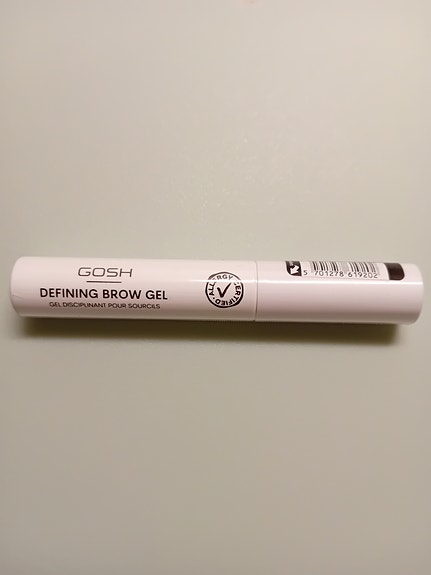 GOSH
DEFINING BROW GEL
GEL DISCIPLINANT POUR SOURCILS
ALLERGY CERTIFIED
5 701278 619202